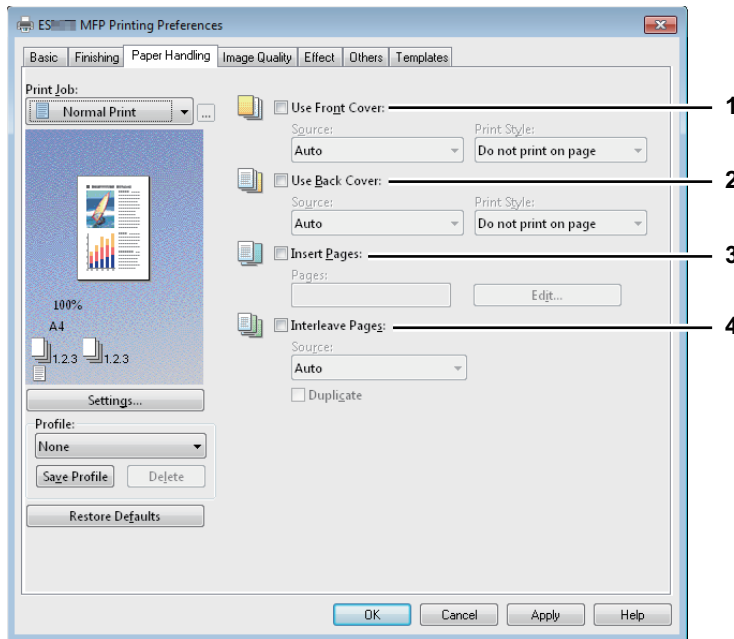 ES MFP Printing Preferences
Basic Finishing Paper Handling Image Quality Effect Others Templates
Print Job:
Normal Print ...
100%
A4
1.2.3 1.2.3
Settings...
Profile:
None
Save Profile Delete
Restore Defaults
Use Front Cover: 1
Source: Print Style:
Auto Do not print on page
Use Back Cover: 2
Source: Print Style:
Auto Do not print on page
Insert Pages: 3
Pages:
Edit...
Interleave Pages: 4
Source:
Auto
Duplicate
OK Cancel Apply Help